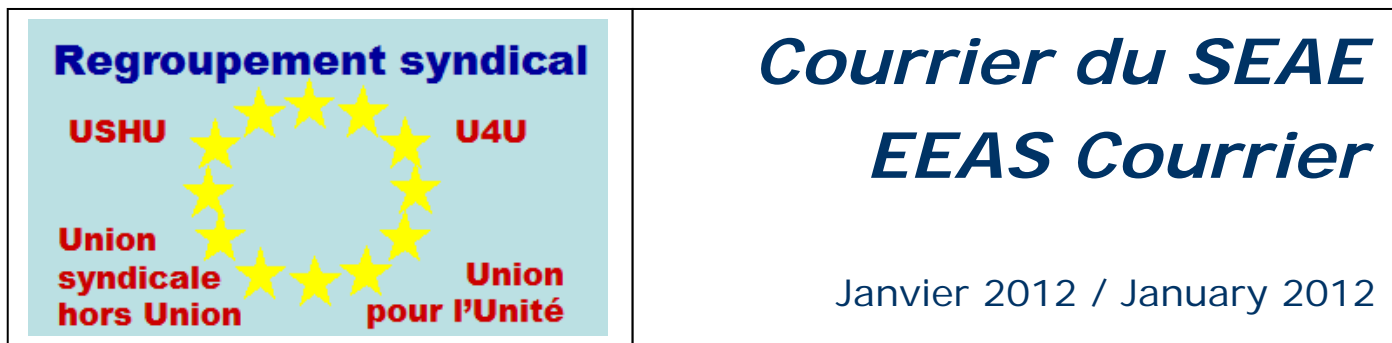 Regroupement syndical
USHU
U4U
Union
syndicale
hors Union
Union
pour l'Unité
Courrier du SEAE
EEAS Courrier
Janvier 2012 / January 2012